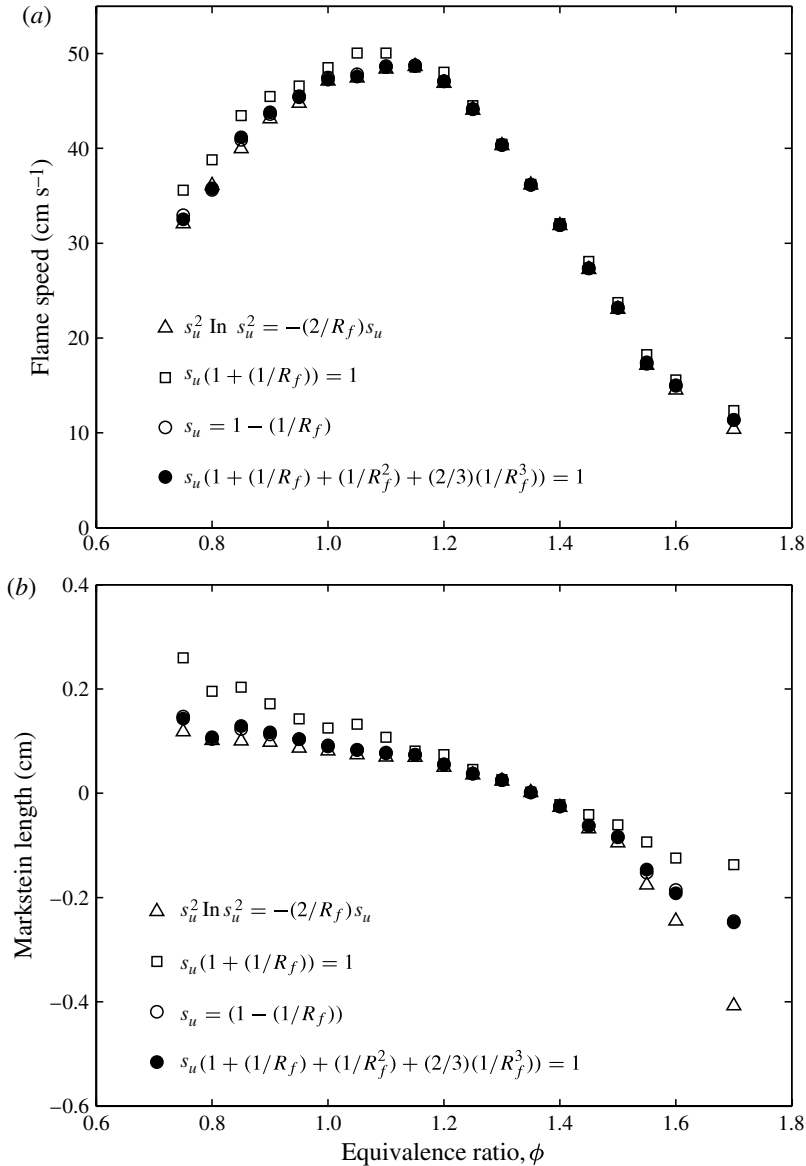 (a)
50
40
30
20
10
0
Flame speed (cm s⁻¹)
s_u^2 In s_u^2 = −(2/R_f)s_u
s_u(1 + (1/R_f)) = 1
s_u = 1 − (1/R_f)
s_u(1 + (1/R_f) + (1/R_f^2) + (2/3)(1/R_f^3)) = 1
0.6 0.8 1.0 1.2 1.4 1.6 1.8
(b)
0.4
0.2
0
−0.2
−0.4
−0.6
Markstein length (cm)
s_u^2 In s_u^2 = −(2/R_f)s_u
s_u(1 + (1/R_f)) = 1
s_u = (1 − (1/R_f))
s_u(1 + (1/R_f) + (1/R_f^2) + (2/3)(1/R_f^3)) = 1
0.6 0.8 1.0 1.2 1.4 1.6 1.8
Equivalence ratio, ϕ